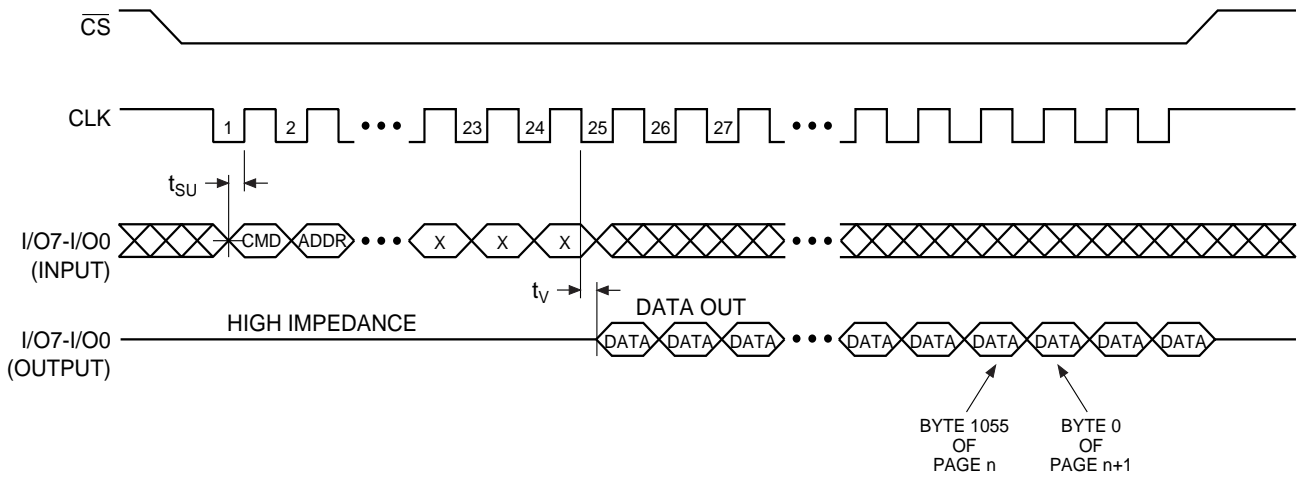 CS
CLK
1 2 ••• 23 24 25 26 27 •••
tSU
I/O7-I/O0
(INPUT)
CMD ADDR ••• X X X •••
tV
DATA OUT
HIGH IMPEDANCE
I/O7-I/O0
(OUTPUT)
DATA DATA DATA ••• DATA DATA DATA DATA DATA DATA
BYTE 1055
OF
PAGE n
BYTE 0
OF
PAGE n+1